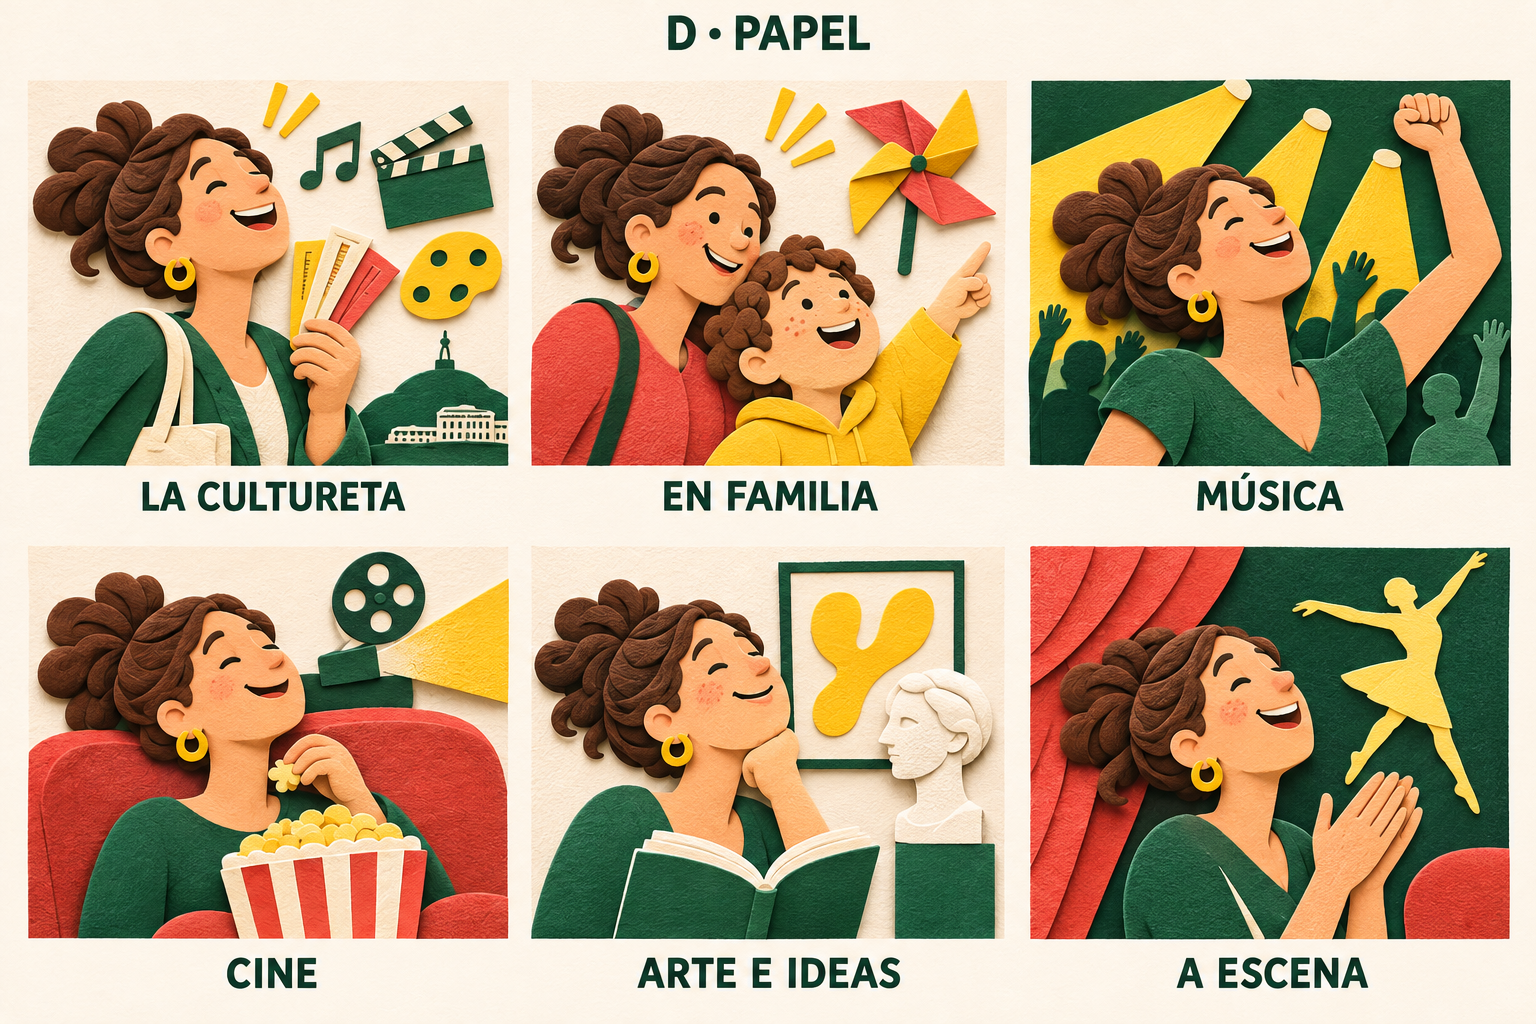 D · PAPEL
LA CULTURETA
EN FAMILIA
MÚSICA
CINE
ARTE E IDEAS
A ESCENA